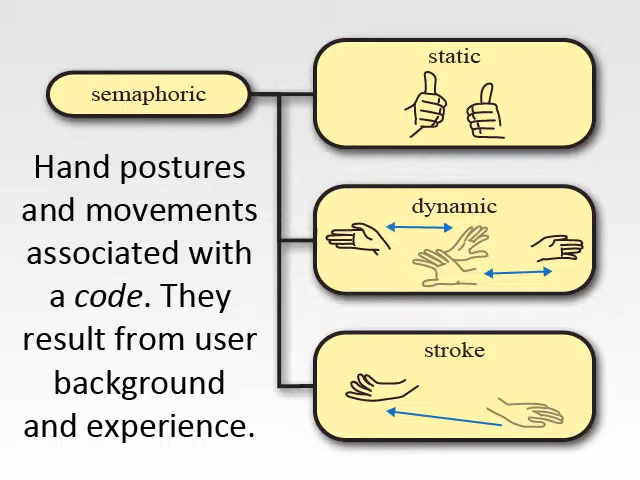 semaphoric
Hand postures
and movements
associated with
a code. They
result from user
background
and experience.
static
dynamic
stroke